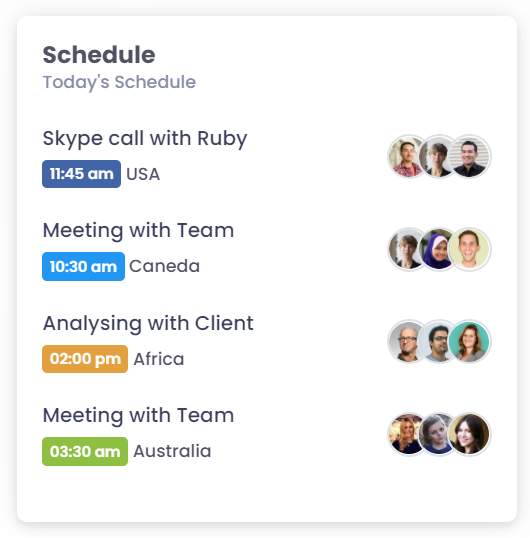 Schedule
Today's Schedule
Skype call with Ruby
11:45 am USA
Meeting with Team
10:30 am Caneda
Analysing with Client
02:00 pm Africa
Meeting with Team
03:30 am Australia